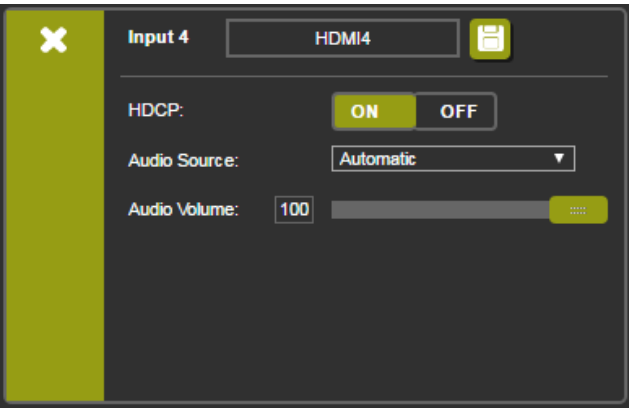 Input 4 HDMI4
HDCP: ON OFF
Audio Source: Automatic
Audio Volume: 100